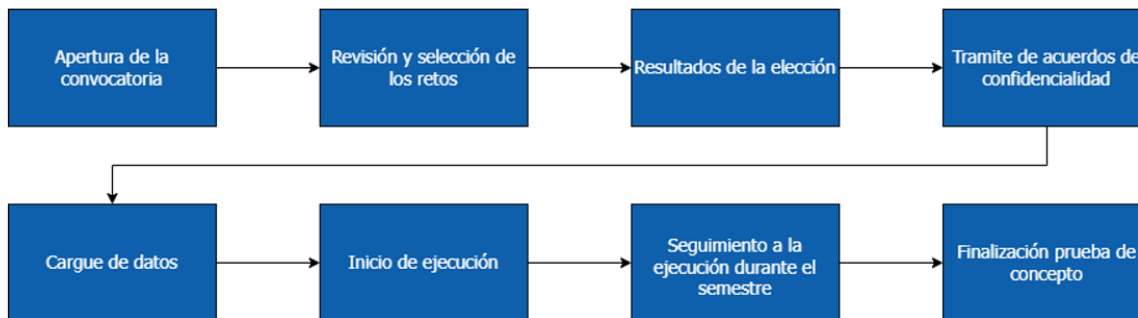 Apertura de la
convocatoria
Revisión y selección de
los retos
Resultados de la elección
Tramite de acuerdos de
confidencialidad
Cargue de datos
Inicio de ejecución
Seguimiento a la
ejecución durante el
semestre
Finalización prueba de
concepto